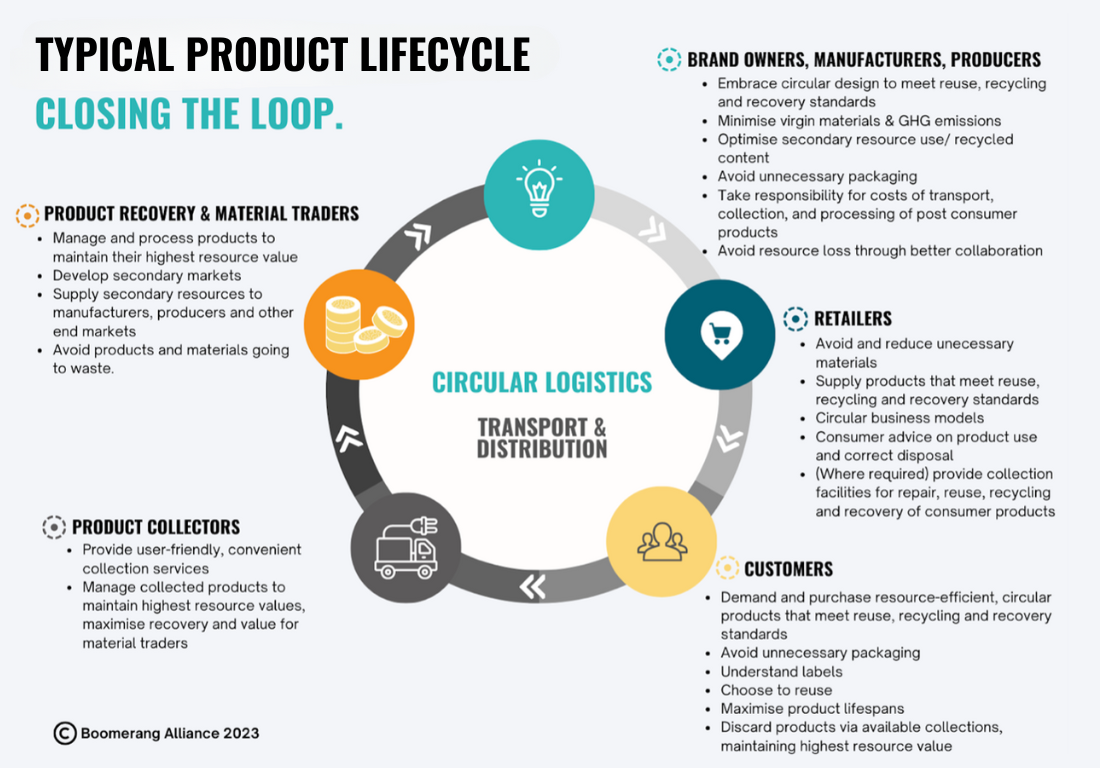 TYPICAL PRODUCT LIFECYCLE
CLOSING THE LOOP.
BRAND OWNERS, MANUFACTURERS, PRODUCERS
• Embrace circular design to meet reuse, recycling
and recovery standards
• Minimise virgin materials & GHG emissions
• Optimise secondary resource use/ recycled
content
• Avoid unnecessary packaging
• Take responsibility for costs of transport,
collection, and processing of post consumer
products
• Avoid resource loss through better collaboration
RETAILERS
• Avoid and reduce unecessary
materials
• Supply products that meet reuse,
recycling and recovery standards
• Circular business models
• Consumer advice on product use
and correct disposal
• (Where required) provide collection
facilities for repair, reuse, recycling
and recovery of consumer products
CUSTOMERS
• Demand and purchase resource-efficient, circular
products that meet reuse, recycling and recovery
standards
• Avoid unnecessary packaging
• Understand labels
• Choose to reuse
• Maximise product lifespans
• Discard products via available collections,
maintaining highest resource value
PRODUCT COLLECTORS
• Provide user-friendly, convenient
collection services
• Manage collected products to
maintain highest resource values,
maximise recovery and value for
material traders
PRODUCT RECOVERY & MATERIAL TRADERS
• Manage and process products to
maintain their highest resource value
• Develop secondary markets
• Supply secondary resources to
manufacturers, producers and other
end markets
• Avoid products and materials going
to waste.
CIRCULAR LOGISTICS
TRANSPORT &
DISTRIBUTION
© Boomerang Alliance 2023